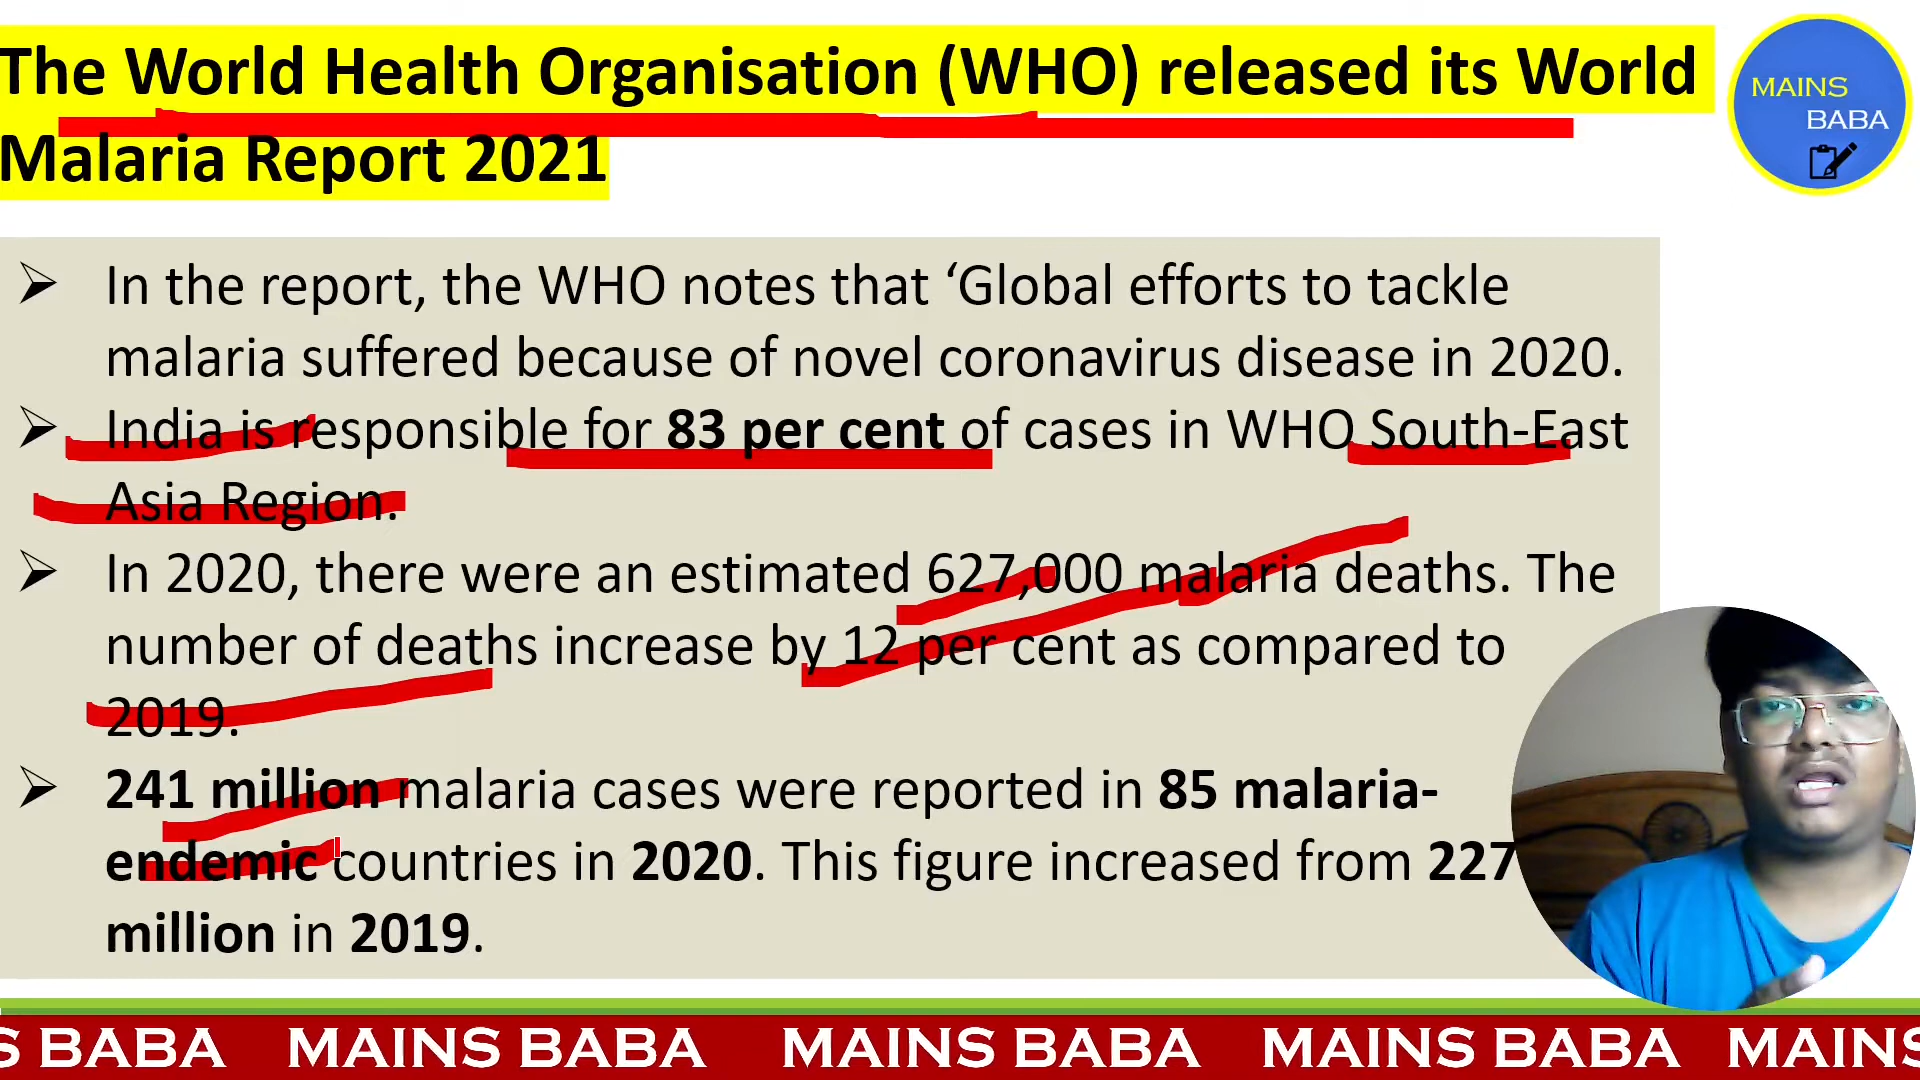 The World Health Organisation (WHO) released its World
Malaria Report 2021
MAINS
BABA
➢ In the report, the WHO notes that ‘Global efforts to tackle
malaria suffered because of novel coronavirus disease in 2020.
➢ India is responsible for 83 per cent of cases in WHO South-East
Asia Region.
➢ In 2020, there were an estimated 627,000 malaria deaths. The
number of deaths increase by 12 per cent as compared to
2019.
➢ 241 million malaria cases were reported in 85 malaria-
endemic countries in 2020. This figure increased from 227
million in 2019.
S BABA MAINS BABA MAINS BABA MAINS BABA MAINS